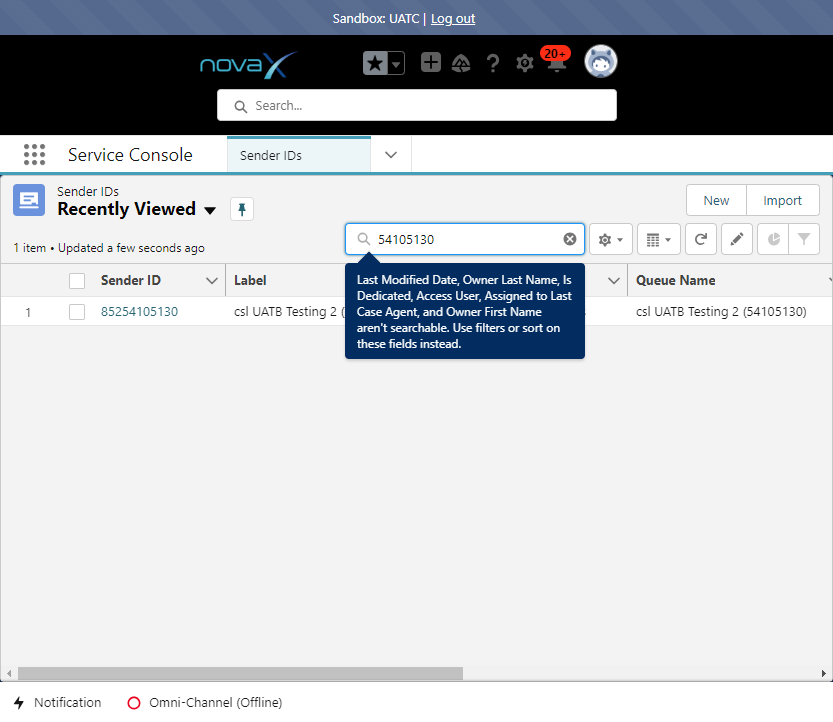 Sandbox: UATC | Log out
novaX
20+
Search...
Service Console
Sender IDs
Sender IDs
Recently Viewed
New
Import
1 item • Updated a few seconds ago
54105130
Sender ID
Label
Queue Name
Last Modified Date, Owner Last Name, Is
Dedicated, Access User, Assigned to Last
Case Agent, and Owner First Name
aren't searchable. Use filters or sort on
these fields instead.
1
85254105130
csl UATB Testing 2 (
csl UATB Testing 2 (54105130)
Notification
Omni-Channel (Offline)